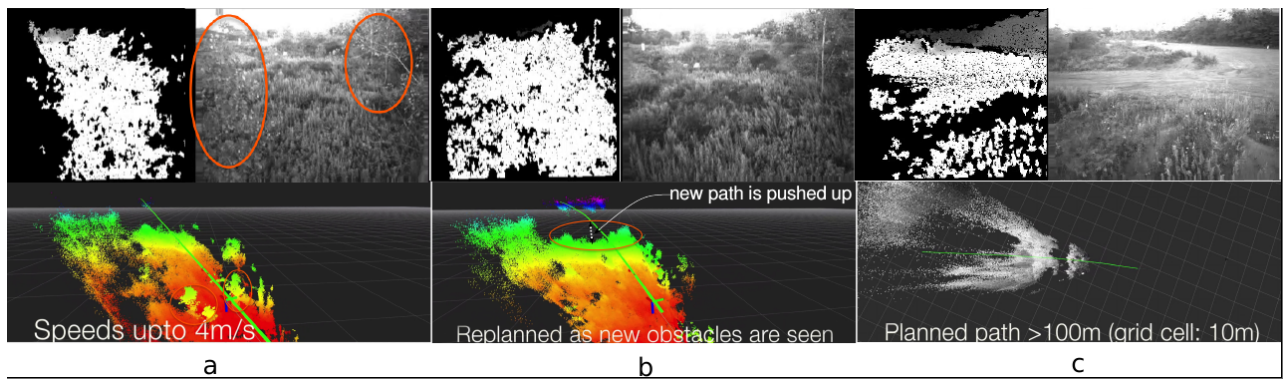 new path is pushed up
Speeds upto 4m/s
Replanned as new obstacles are seen
Planned path >100m (grid cell: 10m)
a
b
c